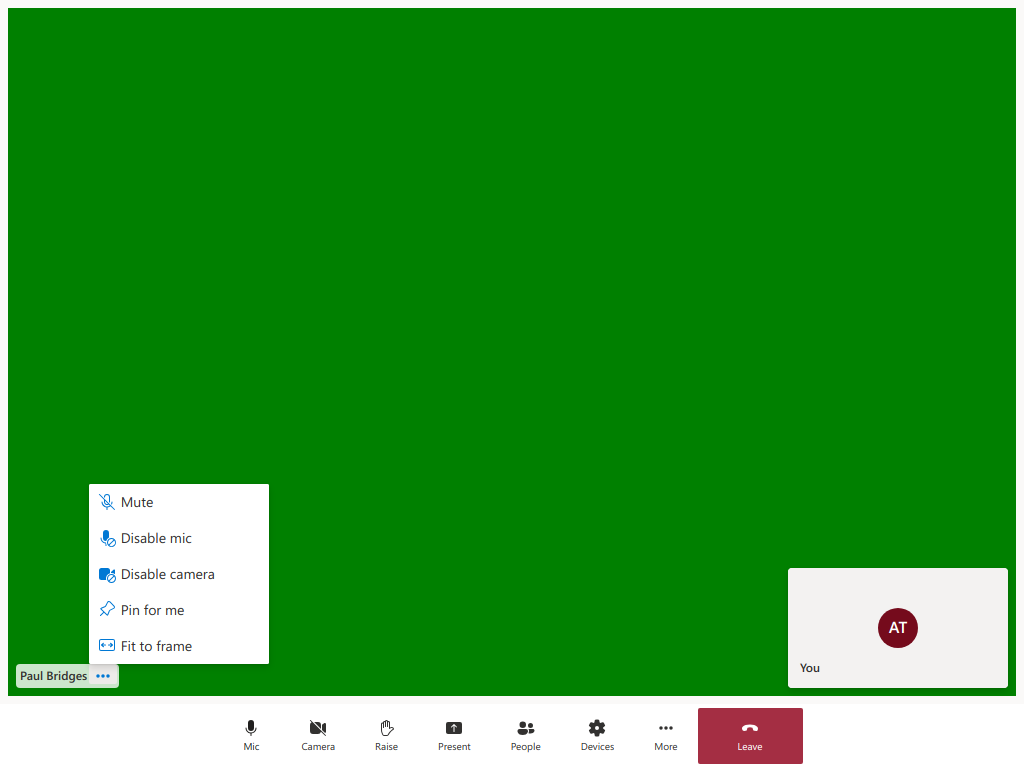 Mute
Disable mic
Disable camera
Pin for me
Fit to frame
Paul Bridges
AT
You
Mic
Camera
Raise
Present
People
Devices
More
Leave